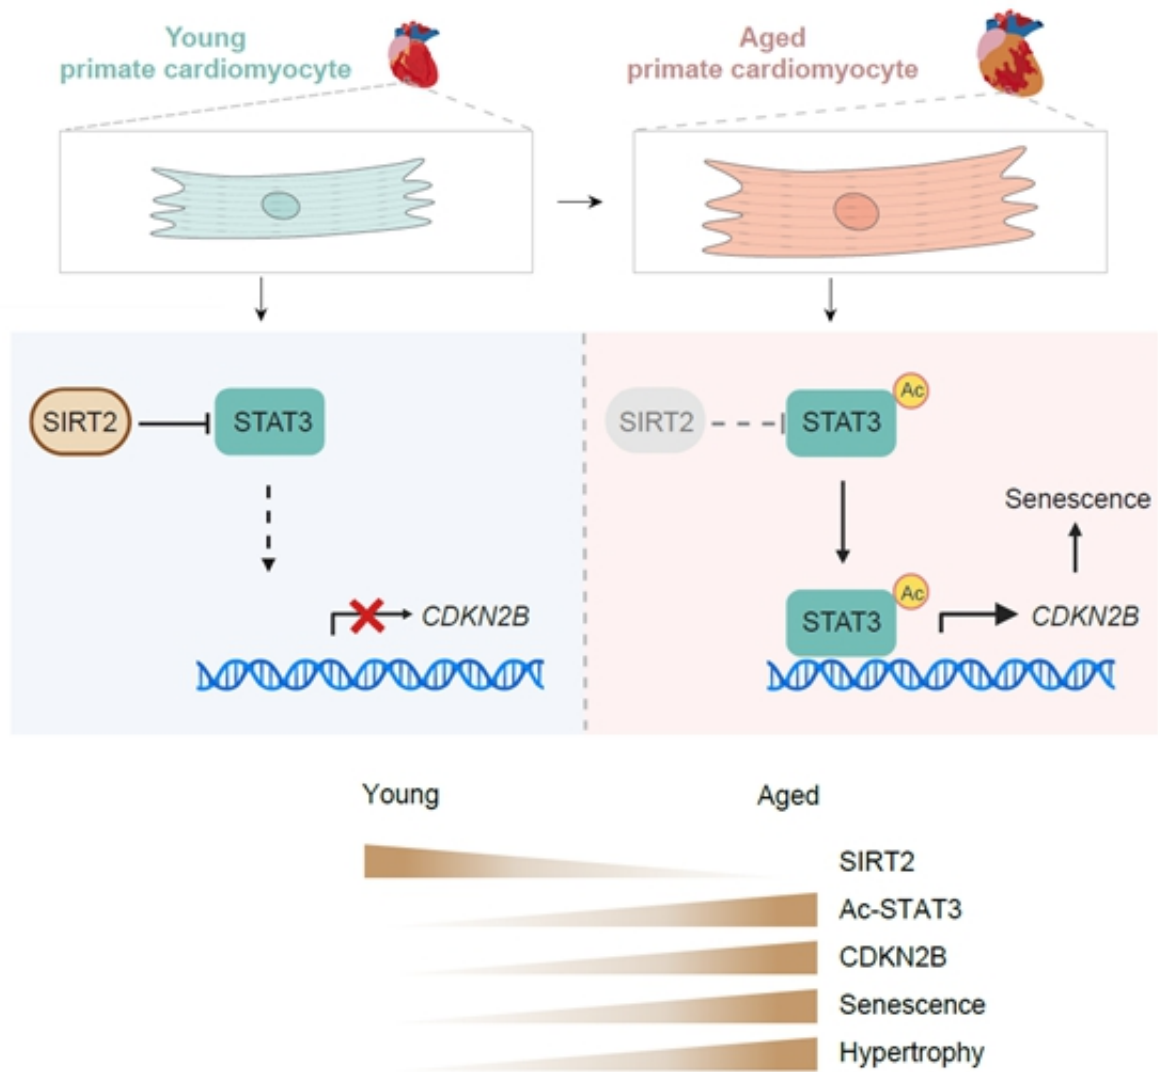 Young
primate cardiomyocyte
Aged
primate cardiomyocyte
SIRT2
STAT3
CDKN2B
SIRT2
STAT3
Ac
Senescence
STAT3
Ac
CDKN2B
Young
Aged
SIRT2
Ac-STAT3
CDKN2B
Senescence
Hypertrophy